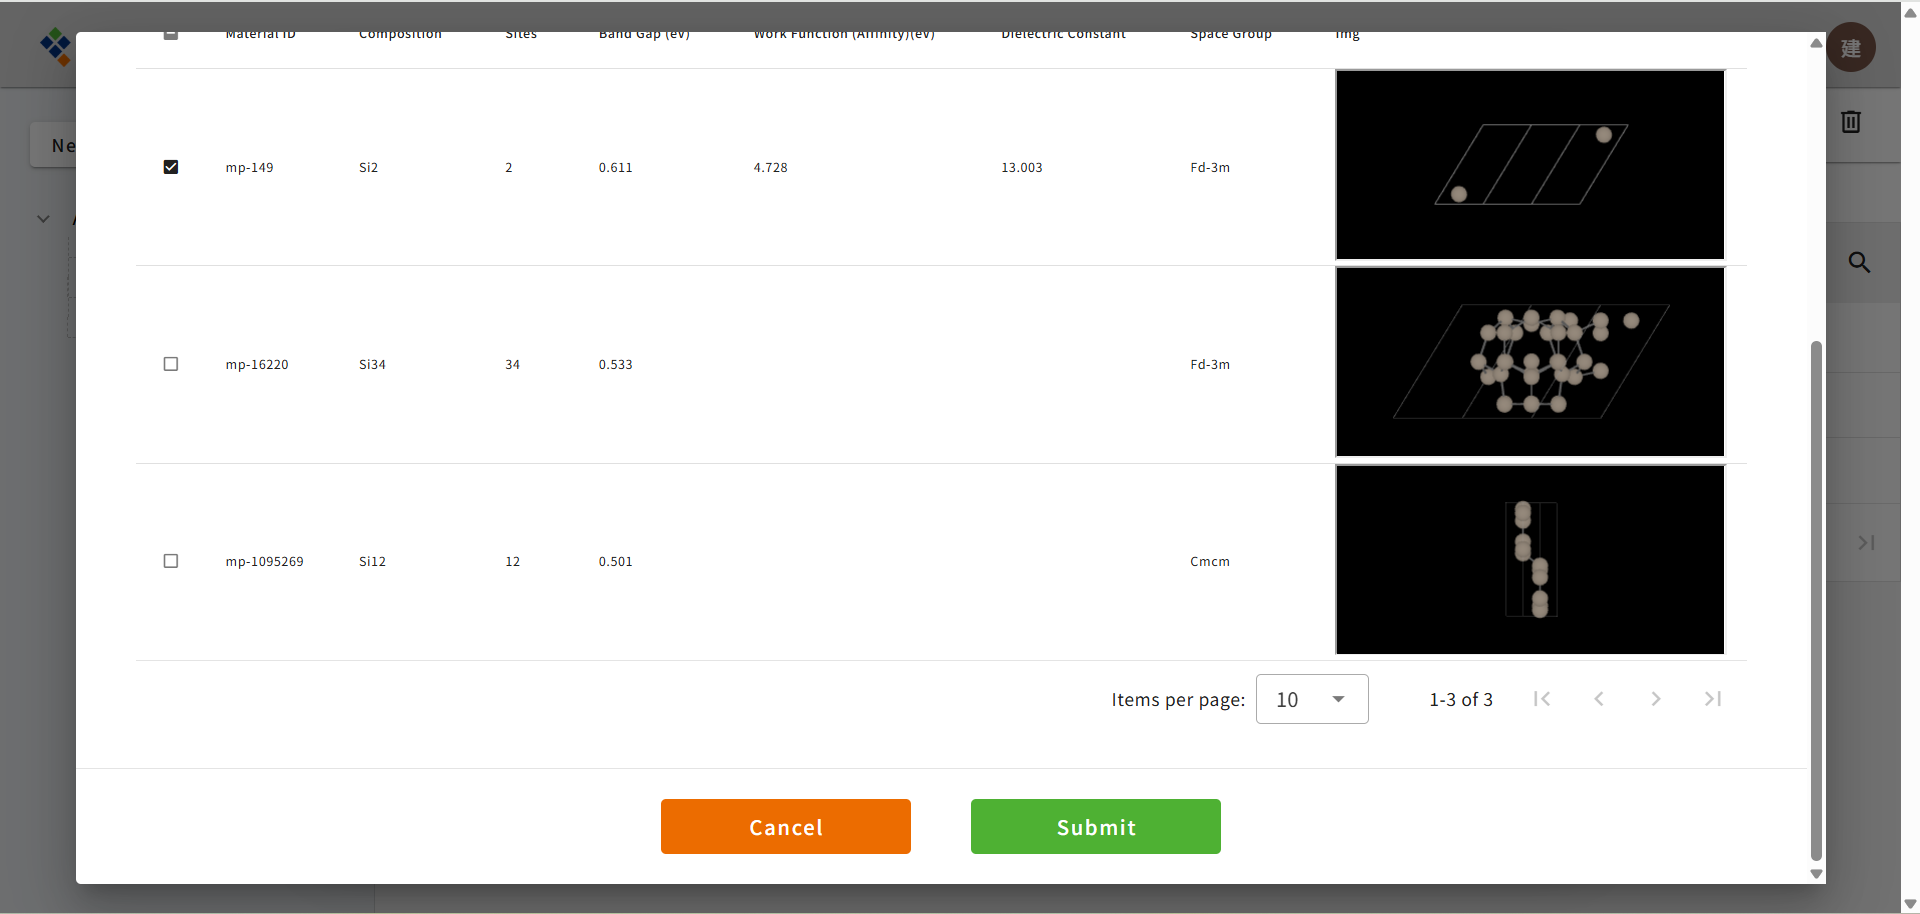 Material ID Composition Sites Band Gap (eV) Work Function (Affinity)(eV) Dielectric Constant Space Group Img
建
Ne
mp-149 Si2 2 0.611 4.728 13.003 Fd-3m
mp-16220 Si34 34 0.533 Fd-3m
mp-1095269 Si12 12 0.501 Cmcm
Items per page: 10 1-3 of 3
Cancel Submit